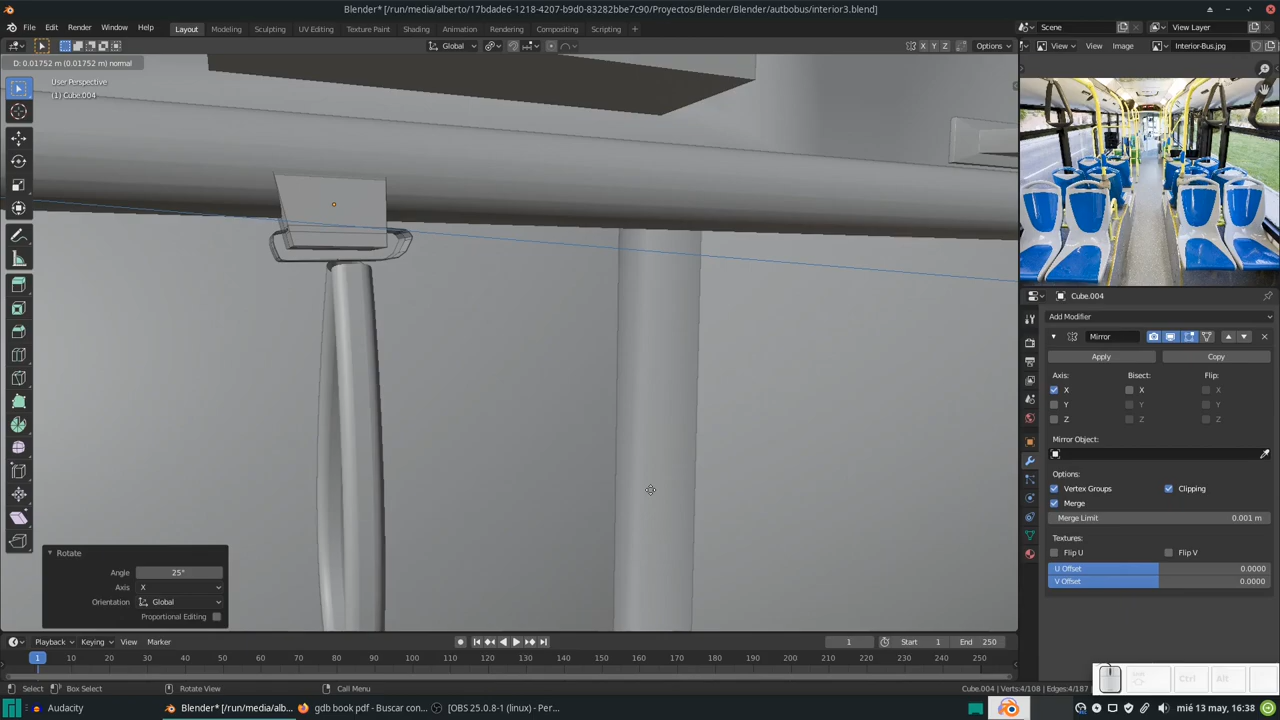 Blender* [/run/media/alberto/17bdad6-1218-4207-b9d0-83282bbe7c90/Proyectos/Blender/Blender/autbobus/interior3.blend]
File Edit Render Window Help Layout Modeling Sculpting UV Editing Texture Paint Shading Animation Rendering Compositing Scripting + Scene View Layer
Global X Y Z Options View View Image Interior-Bus.jpg
D: 0.01752 m (0.01752 m) normal
User Perspective
(1) Cube.004
Cube.004
Add Modifier
Mirror
Apply Copy
Axis: Bisect: Flip:
X X X
Y Y Y
Z Z Z
Mirror Object:
Options:
Vertex Groups Clipping
Merge
Merge Limit 0.001 m
Textures:
Flip U Flip V
U Offset 0.0000
V Offset 0.0000
Rotate
Angle 25°
Axis X
Orientation Global
Proportional Editing
Playback Keying View Marker 1 Start 1 End 250
1 10 20 30 40 50 60 70 80 90 100 110 120 130 140 150 160 170 180 190 200 210 220 230 240 250
Select Box Select Rotate View Call Menu Cube.004 | Verts:4/108 | Edges:4/187
Ctrl Alt
Audacity Blender* [/run/media/alb... gdb book pdf - Buscar con... [OBS 25.0.8-1 (linux) - Per... mié 13 may, 16:38